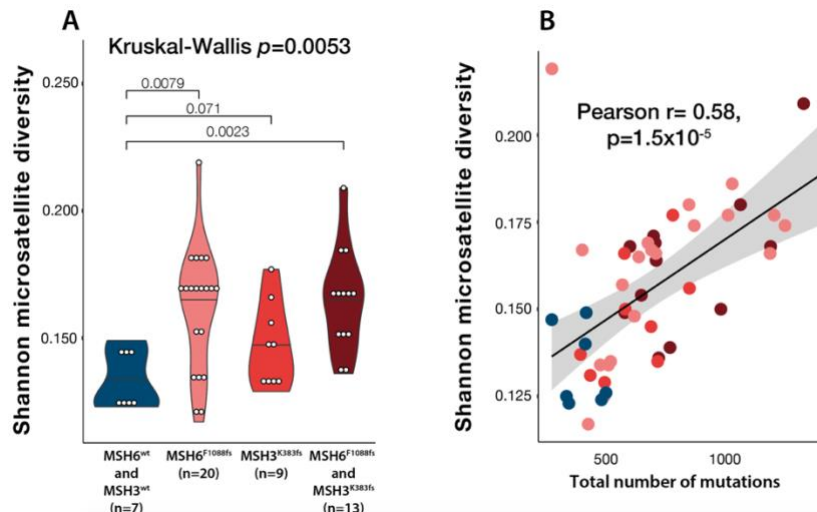 A
Kruskal-Wallis p=0.0053
Shannon microsatellite diversity
0.250
0.200
0.150
0.0079
0.071
0.0023
MSH6wt
and
MSH3wt
(n=7)
MSH6F1088fs
(n=20)
MSH3K383fs
(n=9)
MSH6F1088fs
and
MSH3K383fs
(n=13)
B
Pearson r= 0.58,
p=1.5x10-5
Shannon microsatellite diversity
0.200
0.175
0.150
0.125
500
1000
Total number of mutations